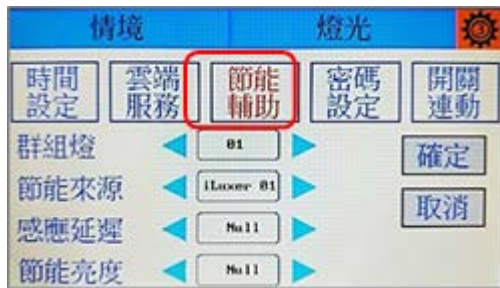 情境 燈光
時間 雲端 節能 密碼 開關
設定 服務 輔助 設定 連動
群組燈 01
確定
節能來源 iLuxer 01
取消
感應延遲 Null
節能亮度 Null